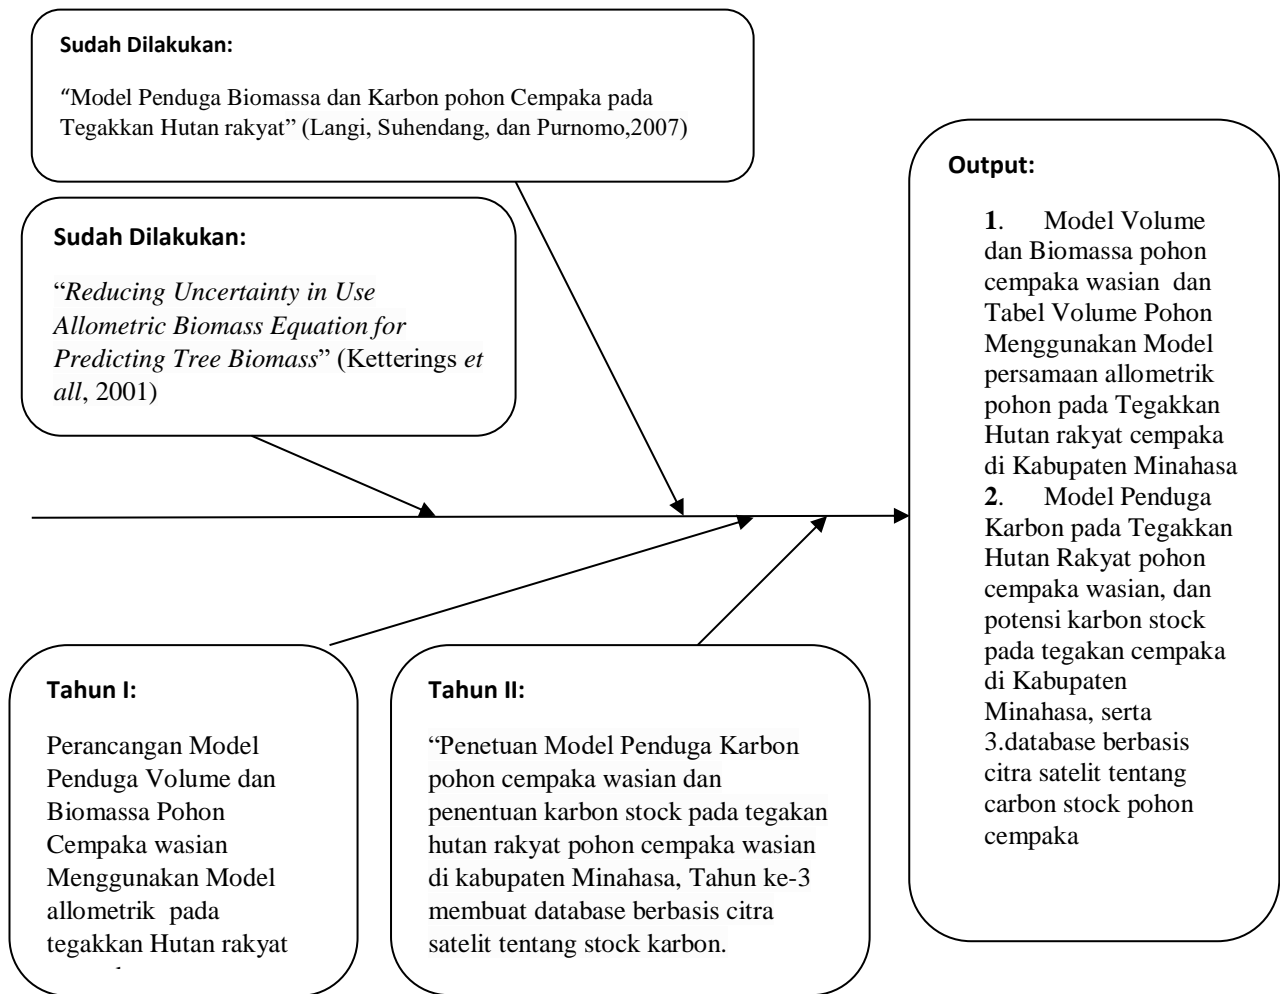 Sudah Dilakukan:
“Model Penduga Biomassa dan Karbon pohon Cempaka pada
Tegakkan Hutan rakyat” (Langi, Suhendang, dan Purnomo,2007)
Sudah Dilakukan:
“Reducing Uncertainty in Use
Allometric Biomass Equation for
Predicting Tree Biomass” (Ketterings et
all, 2001)
Output:
1. Model Volume
dan Biomassa pohon
cempaka wasian dan
Tabel Volume Pohon
Menggunakan Model
persamaan allometrik
pohon pada Tegakkan
Hutan rakyat cempaka
di Kabupaten Minahasa
2. Model Penduga
Karbon pada Tegakkan
Hutan Rakyat pohon
cempaka wasian, dan
potensi karbon stock
pada tegakan cempaka
di Kabupaten
Minahasa, serta
3.database berbasis
citra satelit tentang
carbon stock pohon
cempaka
Tahun I:
Perancangan Model
Penduga Volume dan
Biomassa Pohon
Cempaka wasian
Menggunakan Model
allometrik pada
tegakkan Hutan rakyat
Tahun II:
“Penetuan Model Penduga Karbon
pohon cempaka wasian dan
penentuan karbon stock pada tegakan
hutan rakyat pohon cempaka wasian
di kabupaten Minahasa, Tahun ke-3
membuat database berbasis citra
satelit tentang stock karbon.